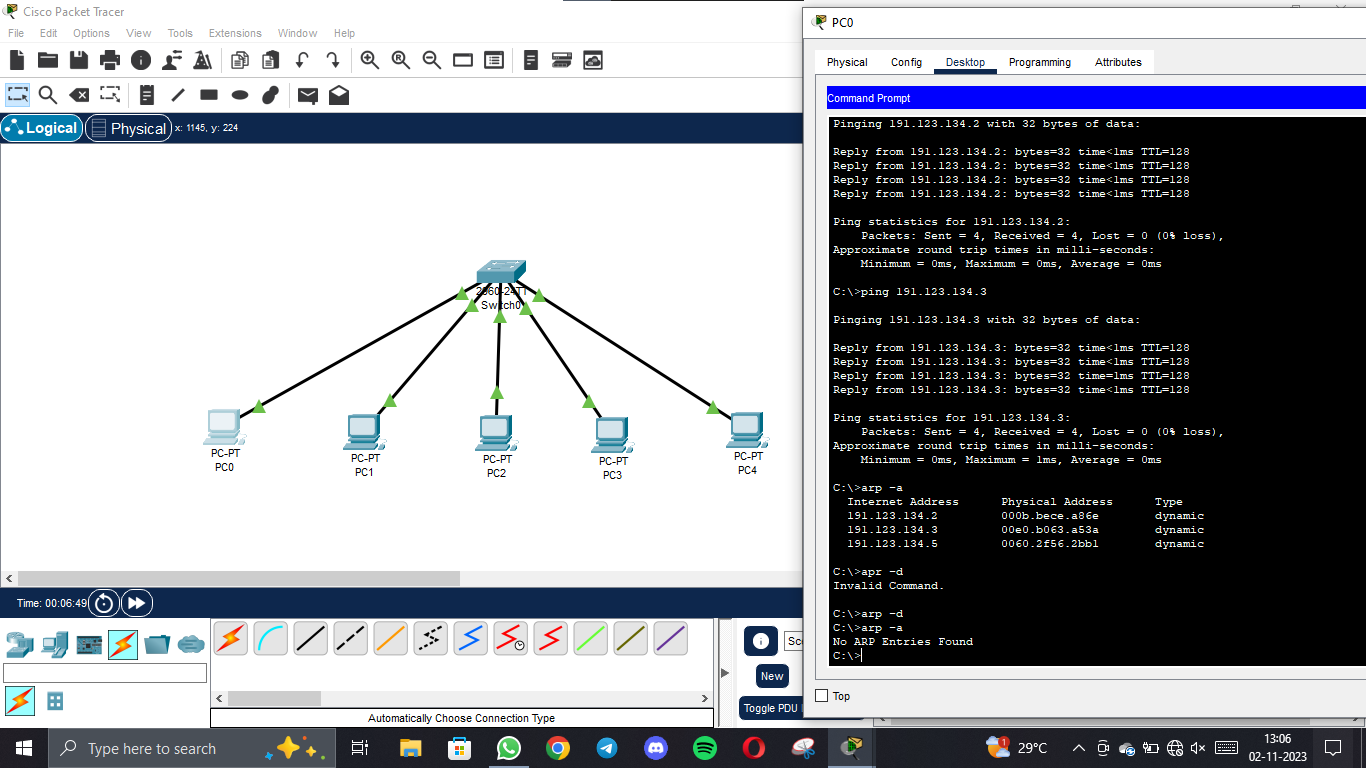 Cisco Packet Tracer
File Edit Options View Tools Extensions Window Help
Logical Physical x: 1145, y: 224
2960-24TT
Switch0
PC-PT
PC0
PC-PT
PC1
PC-PT
PC2
PC-PT
PC3
PC-PT
PC4
Time: 00:06:49
Automatically Choose Connection Type
New
Toggle PDU
PC0
Physical Config Desktop Programming Attributes
Command Prompt
Pinging 191.123.134.2 with 32 bytes of data:
Reply from 191.123.134.2: bytes=32 time<1ms TTL=128
Reply from 191.123.134.2: bytes=32 time<1ms TTL=128
Reply from 191.123.134.2: bytes=32 time<1ms TTL=128
Reply from 191.123.134.2: bytes=32 time<1ms TTL=128
Ping statistics for 191.123.134.2:
Packets: Sent = 4, Received = 4, Lost = 0 (0% loss),
Approximate round trip times in milli-seconds:
Minimum = 0ms, Maximum = 0ms, Average = 0ms
C:\>ping 191.123.134.3
Pinging 191.123.134.3 with 32 bytes of data:
Reply from 191.123.134.3: bytes=32 time<1ms TTL=128
Reply from 191.123.134.3: bytes=32 time<1ms TTL=128
Reply from 191.123.134.3: bytes=32 time=1ms TTL=128
Reply from 191.123.134.3: bytes=32 time<1ms TTL=128
Ping statistics for 191.123.134.3:
Packets: Sent = 4, Received = 4, Lost = 0 (0% loss),
Approximate round trip times in milli-seconds:
Minimum = 0ms, Maximum = 1ms, Average = 0ms
C:\>arp -a
Internet Address Physical Address Type
191.123.134.2 000b.bece.a86e dynamic
191.123.134.3 00e0.b063.a53a dynamic
191.123.134.5 0060.2f56.2bb1 dynamic
C:\>apr -d
Invalid Command.
C:\>arp -d
C:\>arp -a
No ARP Entries Found
C:\>
Top
Type here to search
1
29°C
13:06
02-11-2023